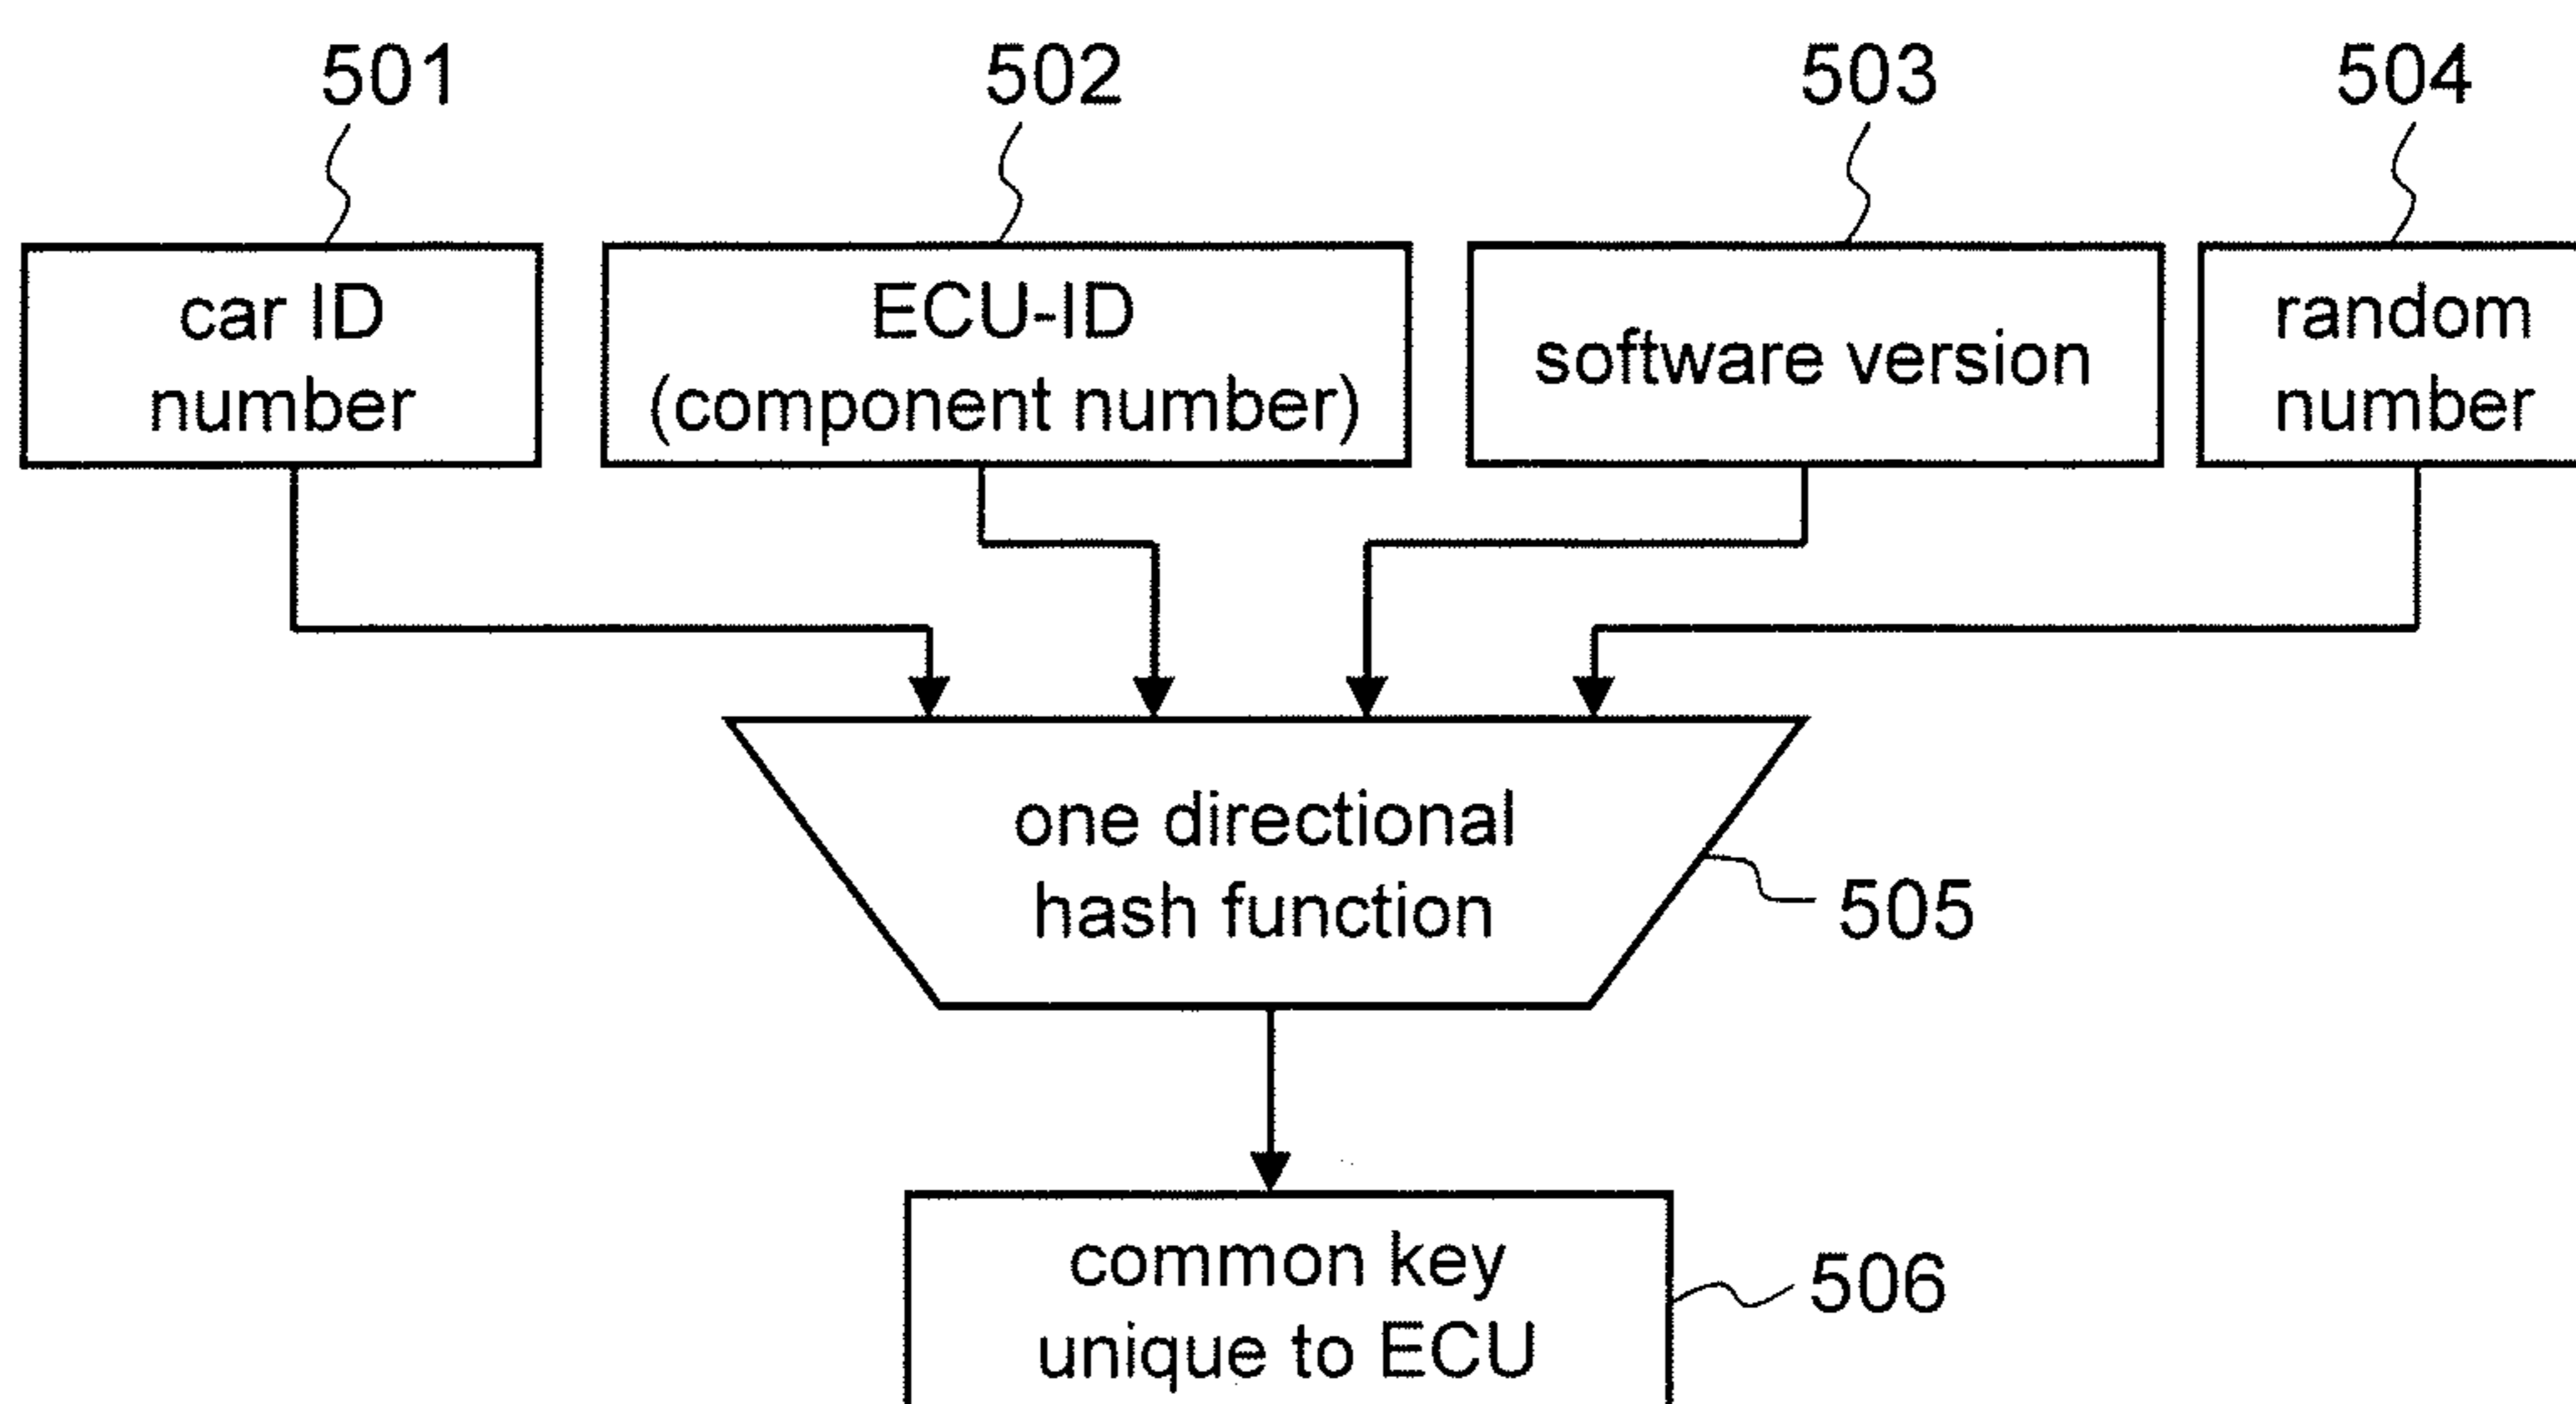 501
502
503
504
car ID
number
ECU-ID
(component number)
software version
random
number
one directional
hash function
505
common key
unique to ECU
506